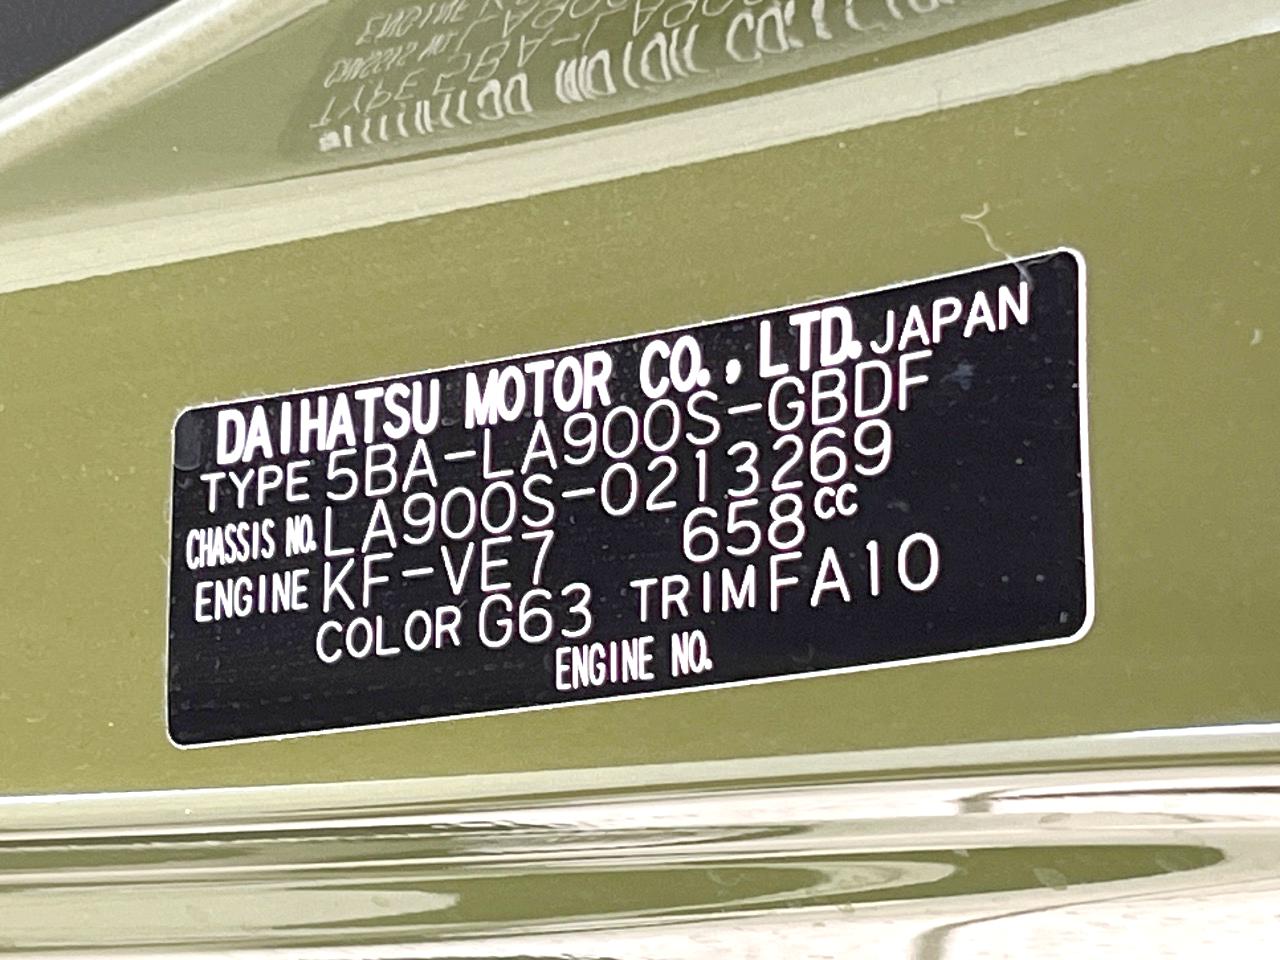 DAIHATSU MOTOR CO., LTD. JAPAN
TYPE 5BA-LA900S-GBDF
CHASSIS NO. LA900S-0213269
ENGINE KF-VE7 658CC
COLOR G63 TRIM FA10
ENGINE NO.